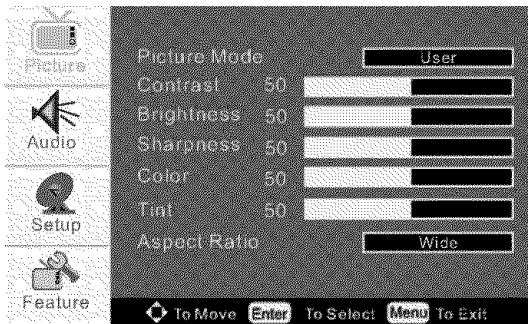 Picture
Audio
Setup
Feature
Picture Mode User
Contrast 50
Brightness 50
Sharpness 50
Color 50
Tint 50
Aspect Ratio Wide
To Move Enter To Select Menu To Exit